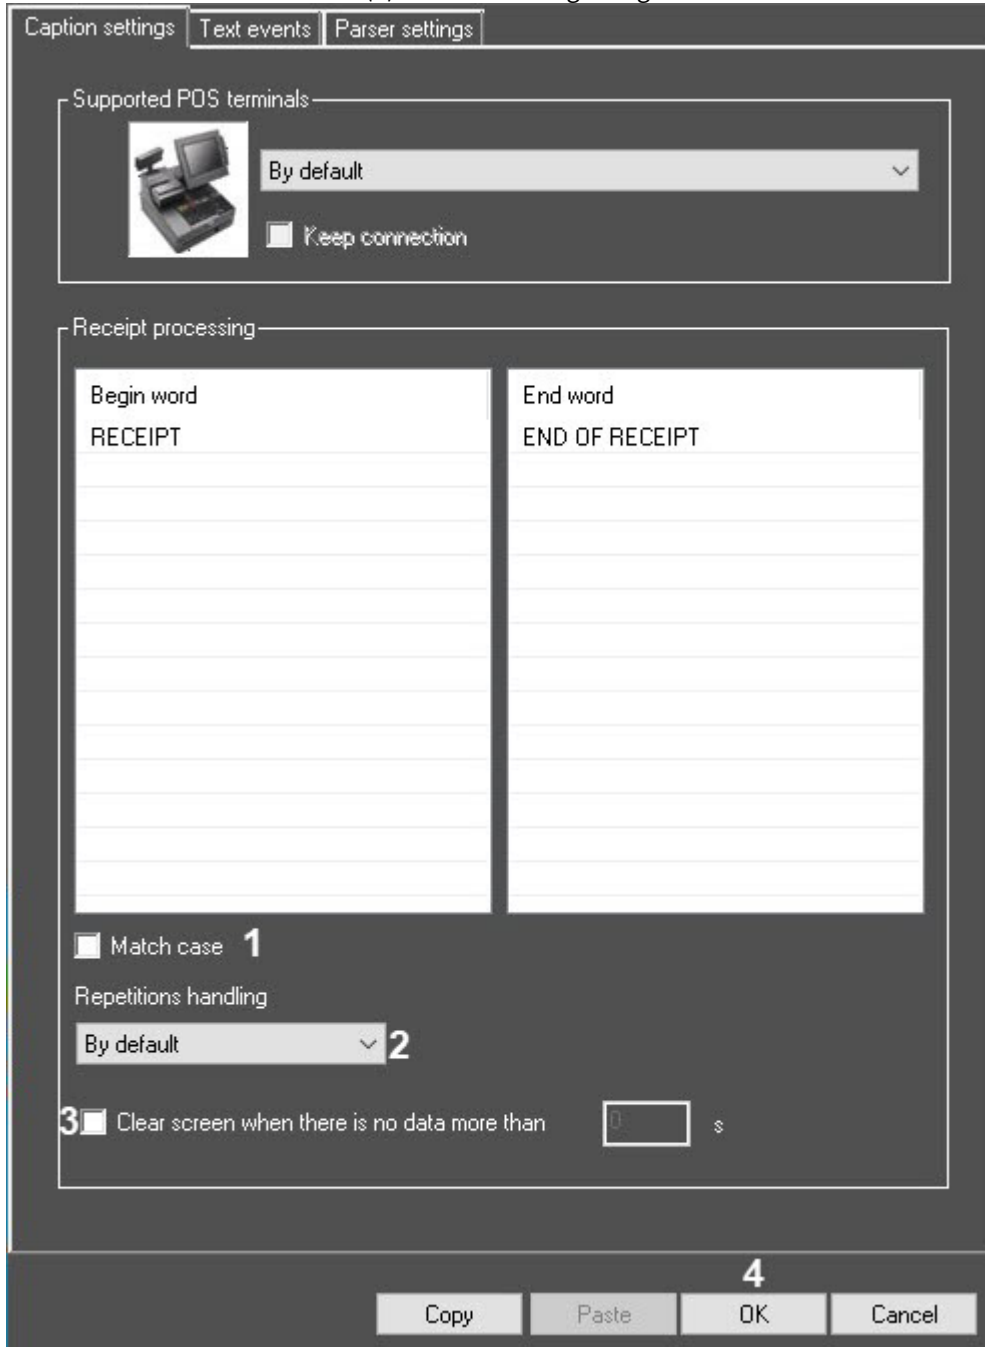 Caption settings Text events Parser settings
Supported POS terminals
By default
Keep connection
Receipt processing
Begin word End word
RECEIPT END OF RECEIPT
Match case 1
Repetitions handling
By default 2
3 Clear screen when there is no data more than 0 s
4
Copy Paste OK Cancel